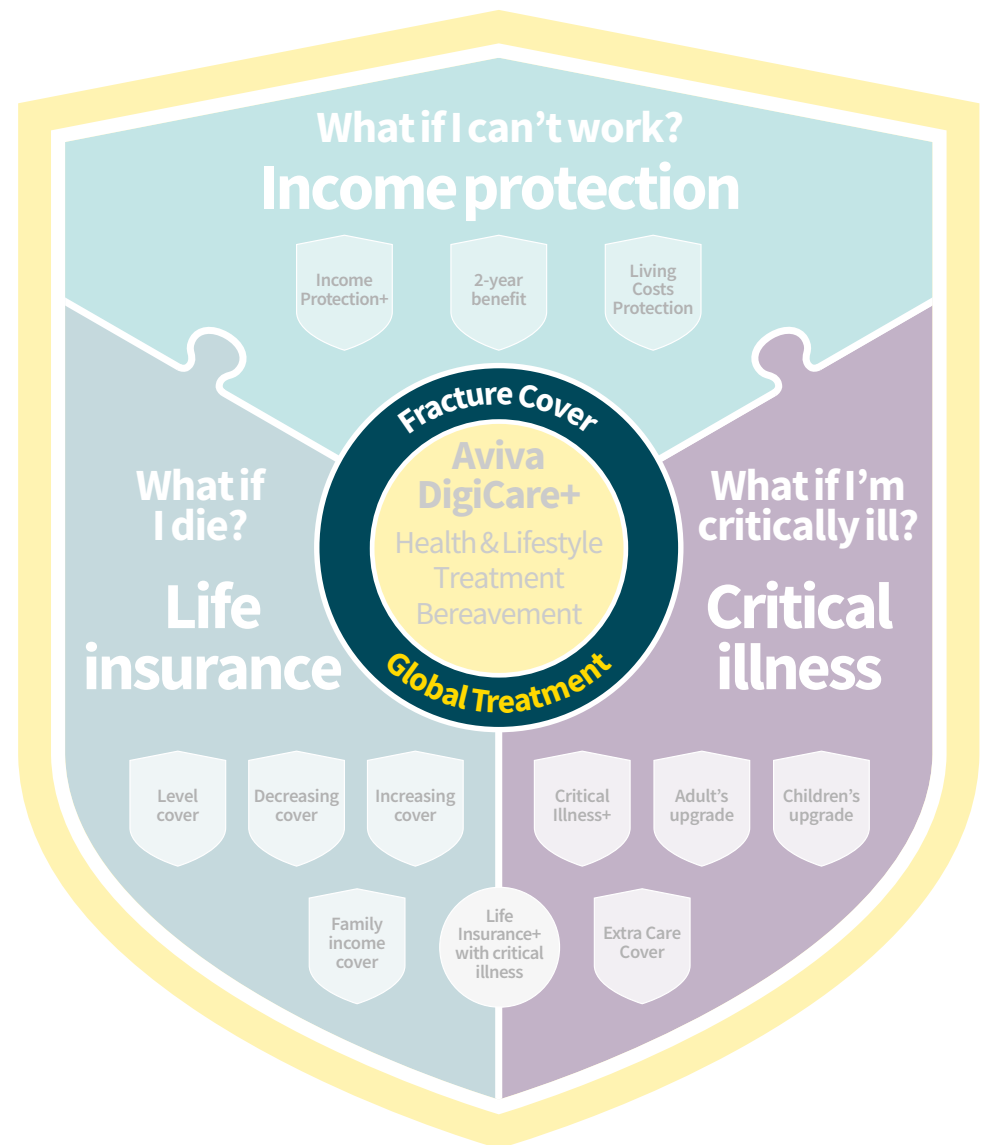 What if I can’t work?
Income protection
Income
Protection+
2-year
benefit
Living
Costs
Protection
Fracture Cover
Aviva
DigiCare+
Health & Lifestyle
Treatment
Bereavement
Global Treatment
What if
I die?
Life
insurance
What if I’m
critically ill?
Critical
illness
Level
cover
Decreasing
cover
Increasing
cover
Critical
Illness+
Adult’s
upgrade
Children’s
upgrade
Family
income
cover
Life
Insurance+
with critical
illness
Extra Care
Cover